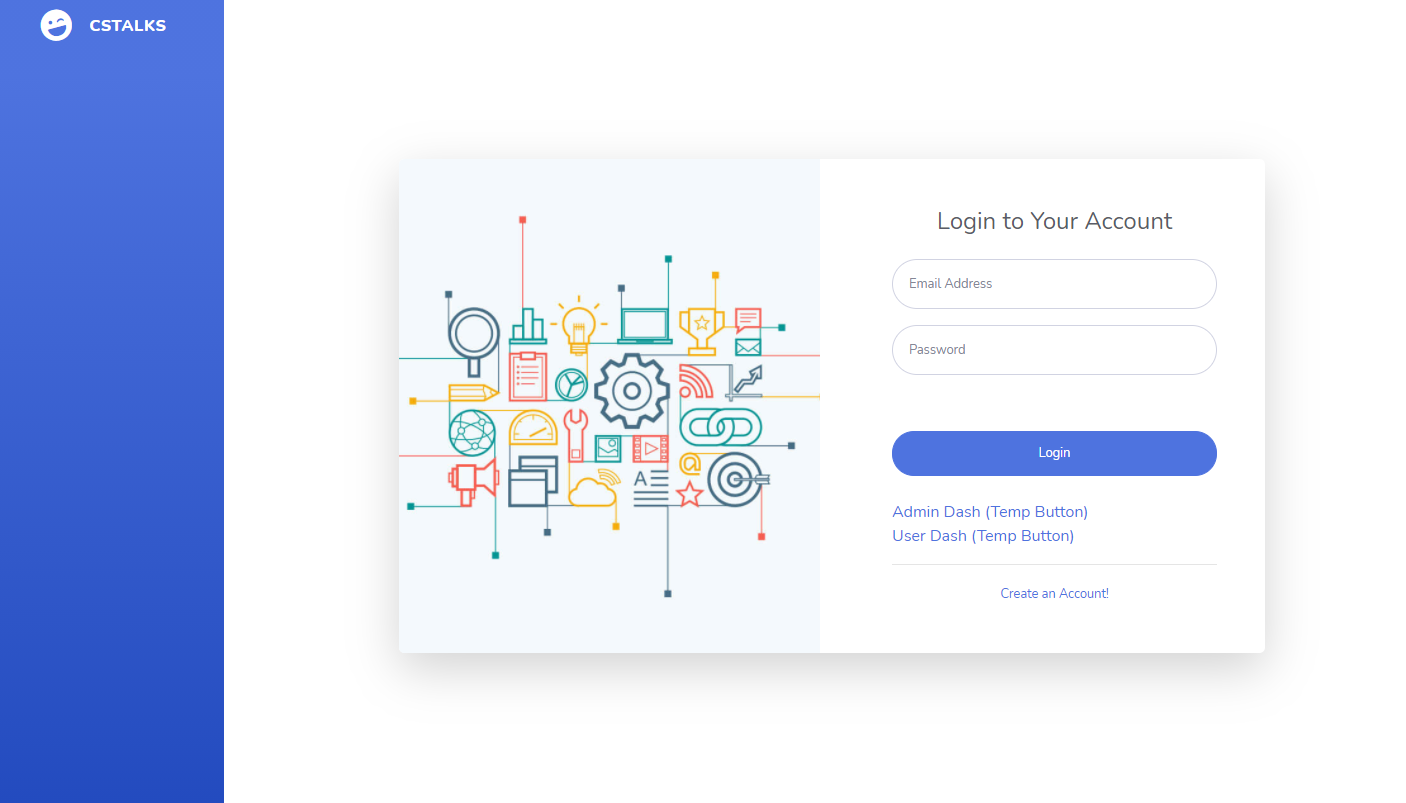 CSTALKS
Login to Your Account
Email Address
Password
Login
Admin Dash (Temp Button)
User Dash (Temp Button)
Create an Account!
@
A